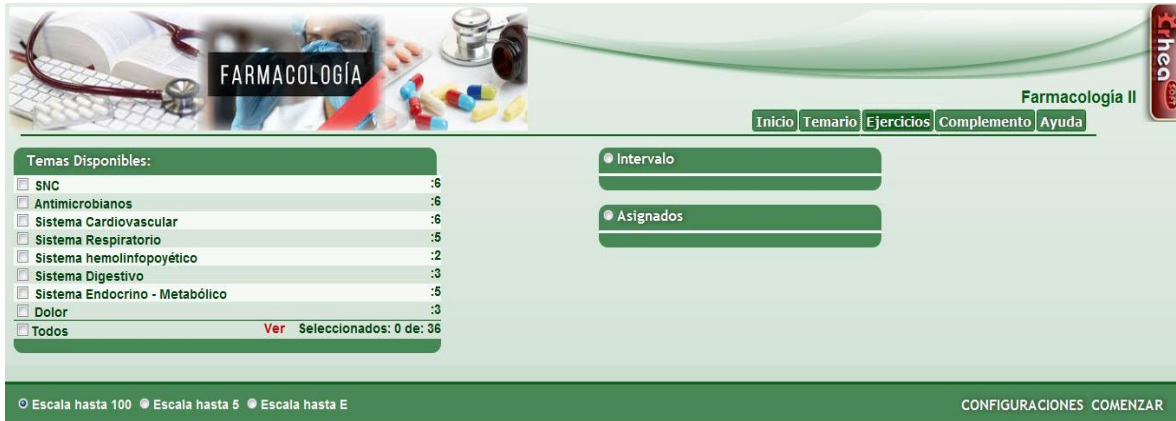 FARMACOLOGÍA
rhea
Farmacología II
Inicio Temario Ejercicios Complemento Ayuda
Temas Disponibles:
SNC :6
Antimicrobianos :6
Sistema Cardiovascular :6
Sistema Respiratorio :5
Sistema hemolinfopoyético :2
Sistema Digestivo :3
Sistema Endocrino - Metabólico :5
Dolor :3
Todos Ver Seleccionados: 0 de: 36
Intervalo
Asignados
Escala hasta 100 Escala hasta 5 Escala hasta E
CONFIGURACIONES COMENZAR